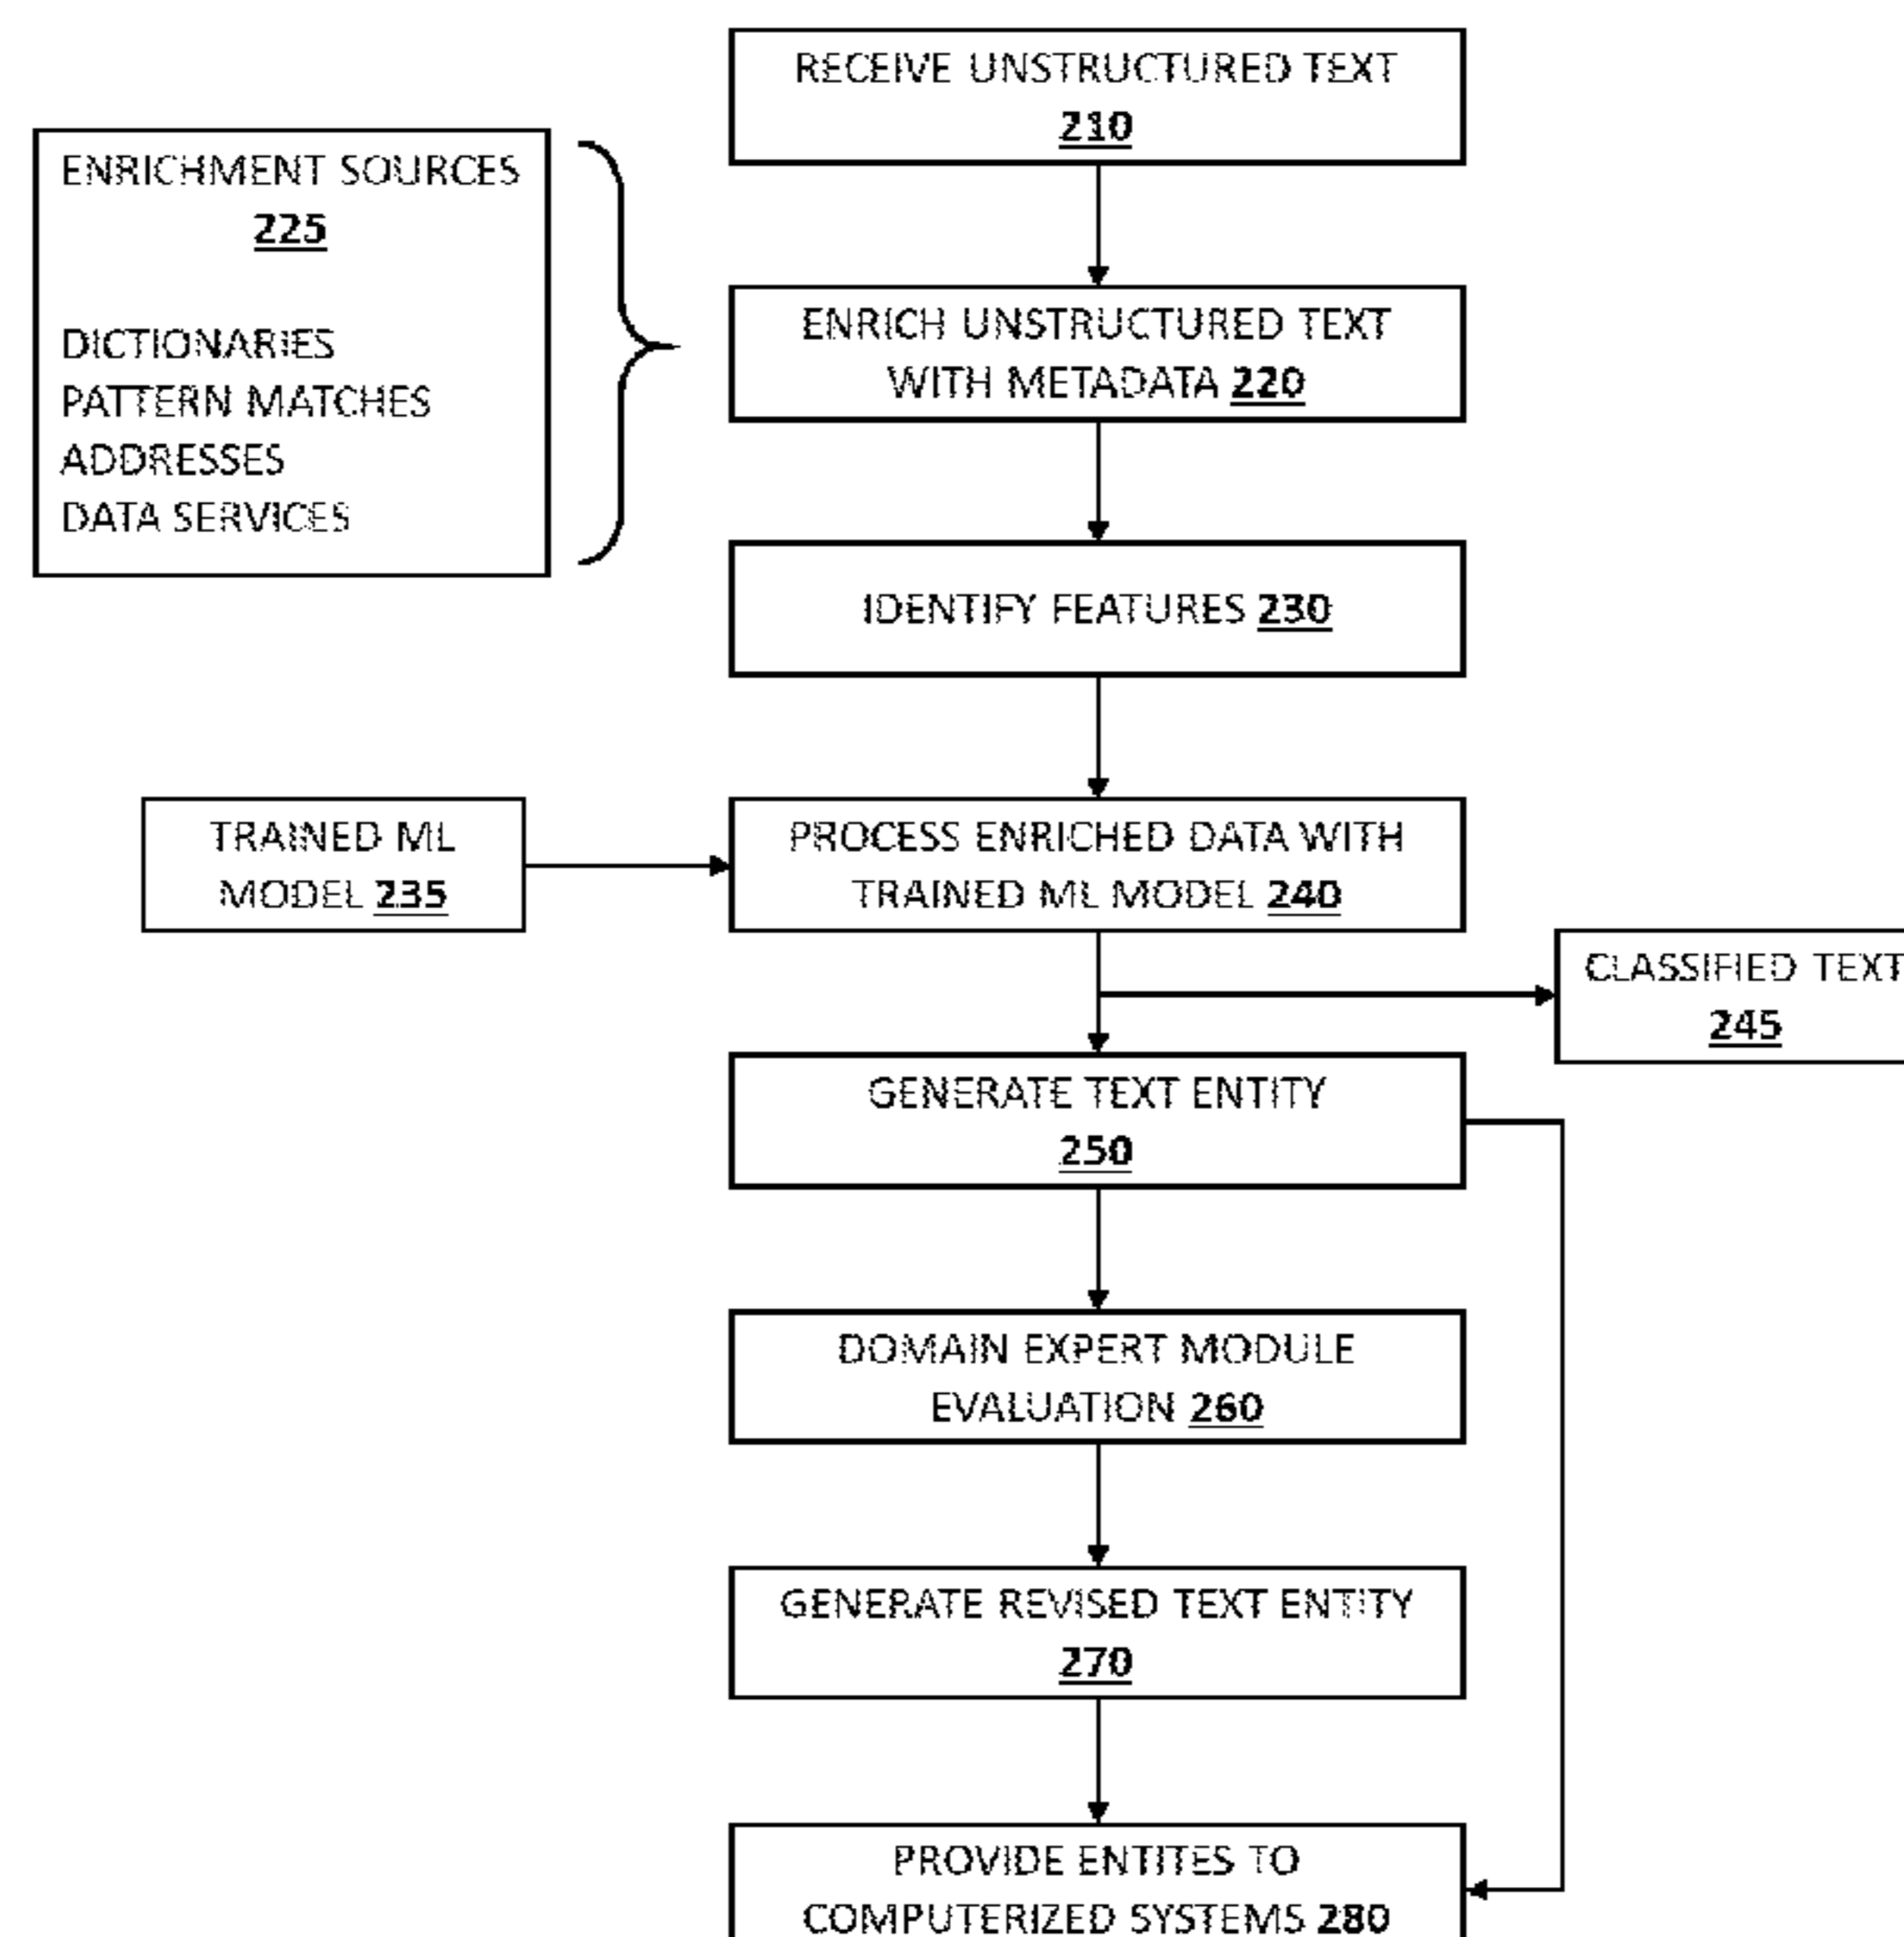 RECEIVE UNSTRUCTURED TEXT
210
ENRICHMENT SOURCES
225
DICTIONARIES
PATTERN MATCHES
ADDRESSES
DATA SERVICES
ENRICH UNSTRUCTURED TEXT
WITH METADATA 220
IDENTIFY FEATURES 230
TRAINED ML
MODEL 235
PROCESS ENRICHED DATA WITH
TRAINED ML MODEL 240
CLASSIFIED TEXT
245
GENERATE TEXT ENTITY
250
DOMAIN EXPERT MODULE
EVALUATION 260
GENERATE REVISED TEXT ENTITY
270
PROVIDE ENTITES TO
COMPUTERIZED SYSTEMS 280